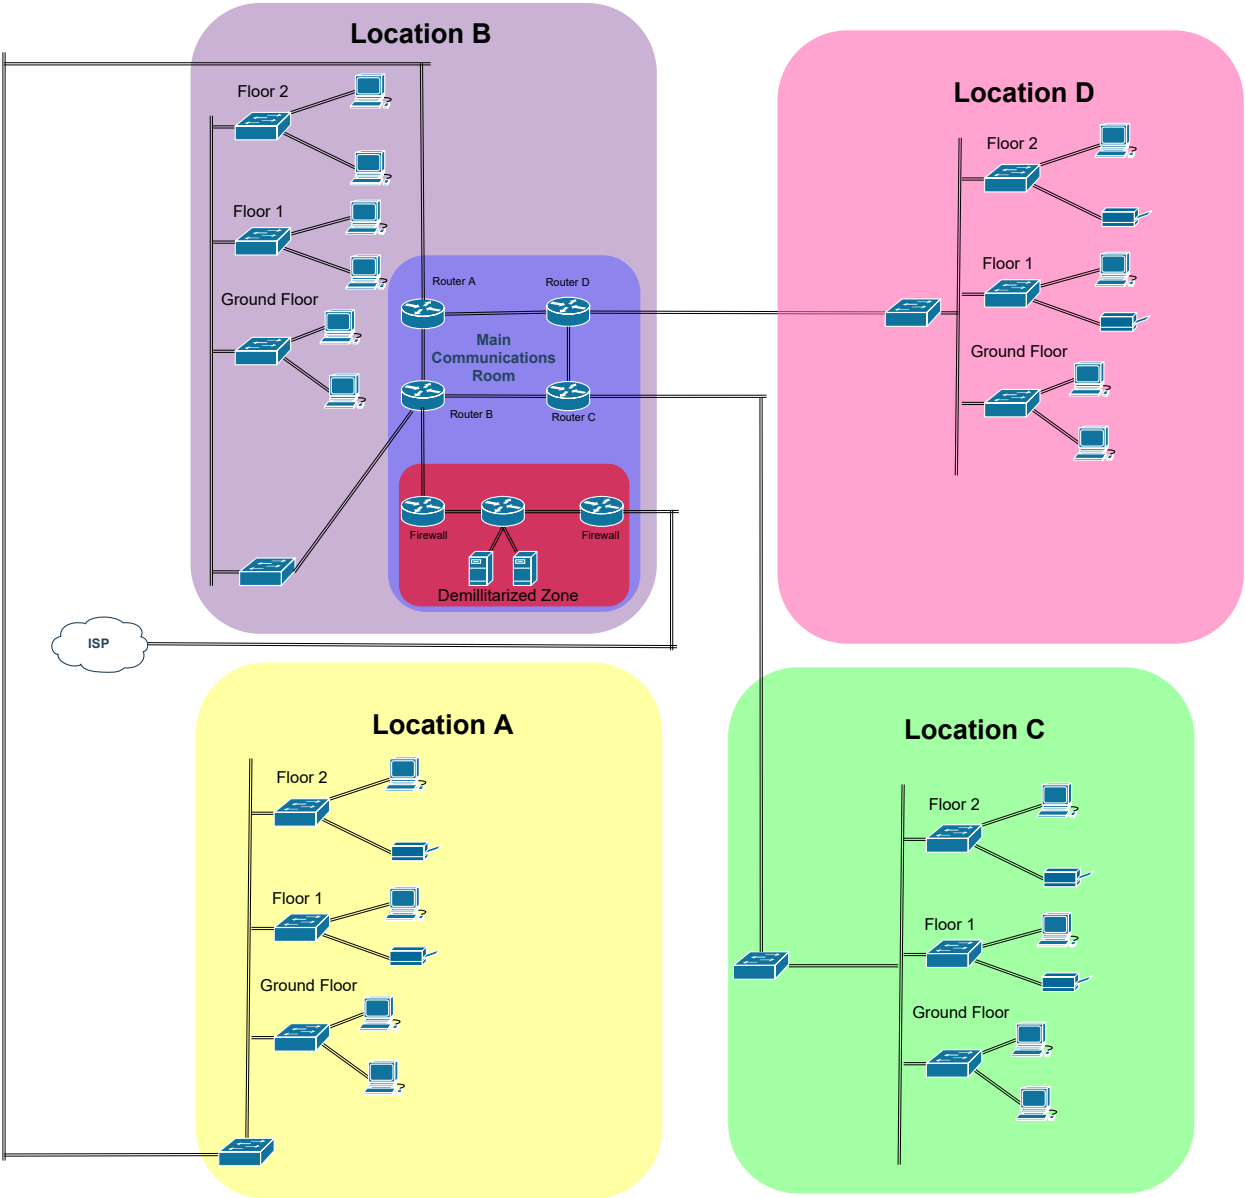 Location B
Floor 2
Floor 1
Ground Floor
Router A
Router D
Main
Communications
Room
Router B
Router C
Firewall
Firewall
Demillitarized Zone
ISP
Location D
Floor 2
Floor 1
Ground Floor
Location A
Floor 2
Floor 1
Ground Floor
Location C
Floor 2
Floor 1
Ground Floor